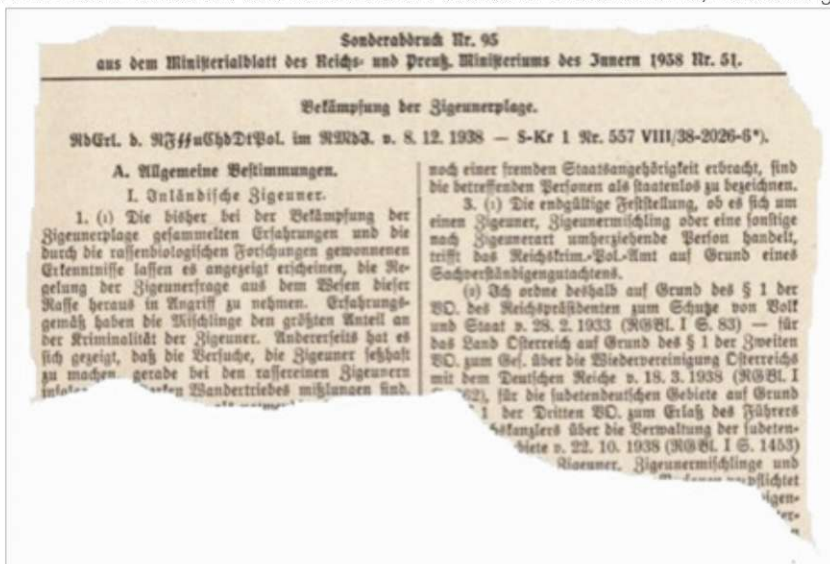 Sonderabdruck Nr. 95
aus dem Ministerialblatt des Reichs- und Preuß. Ministeriums des Innern 1938 Nr. 51.
Bekämpfung der Zigeunerplage.
RdErl. d. RFSSuChdDtPol. im RMdJ. v. 8. 12. 1938 — S-Kr 1 Nr. 557 VIII/38-2026-6*).
A. Allgemeine Bestimmungen.
I. Inländische Zigeuner.
1. (1) Die bisher bei der Bekämpfung der
Zigeunerplage gesammelten Erfahrungen und die
durch die rassenbiologischen Forschungen gewonnenen
Erkenntnisse lassen es angezeigt erscheinen, die Re-
gelung der Zigeunerfrage aus dem Wesen dieser
Rasse heraus in Angriff zu nehmen. Erfahrungs-
gemäß haben die Mischlinge den größten Anteil an
der Kriminalität der Zigeuner. Andererseits hat es
sich gezeigt, daß die Versuche, die Zigeuner seßhaft
zu machen gerade bei den rassereinen Zigeunern
Wandertriebes mißlungen sind.
noch einer fremden Staatsangehörigkeit erbracht, sind
die betreffenden Personen als staatenlos zu bezeichnen.
3. (1) Die endgültige Feststellung, ob es sich um
einen Zigeuner, Zigeunermischling oder eine sonstige
nach Zigeunerart umherziehende Person handelt,
trifft das Reichskrim.-Pol.-Amt auf Grund eines
Sachverständigengutachtens.
(2) Ich ordne deshalb auf Grund des § 1 der
VO. des Reichspräsidenten zum Schutze von Volk
und Staat v. 28. 2. 1933 (RGBl. I S. 83) — für
das Land Österreich auf Grund des § 1 der Zweiten
VO. zum Ges. über die Wiedervereinigung Österreichs
mit dem Deutschen Reiche v. 18. 3. 1938 (RGBl. I
62), für die sudetendeutschen Gebiete auf Grund
1 der Dritten VO. zum Erlaß des Führers
skanzlers über die Verwaltung der sudeten-
biete v. 22. 10. 1938 (RGBl. I S. 1453)
Zigeuner, Zigeunermischlinge und
pflichtet